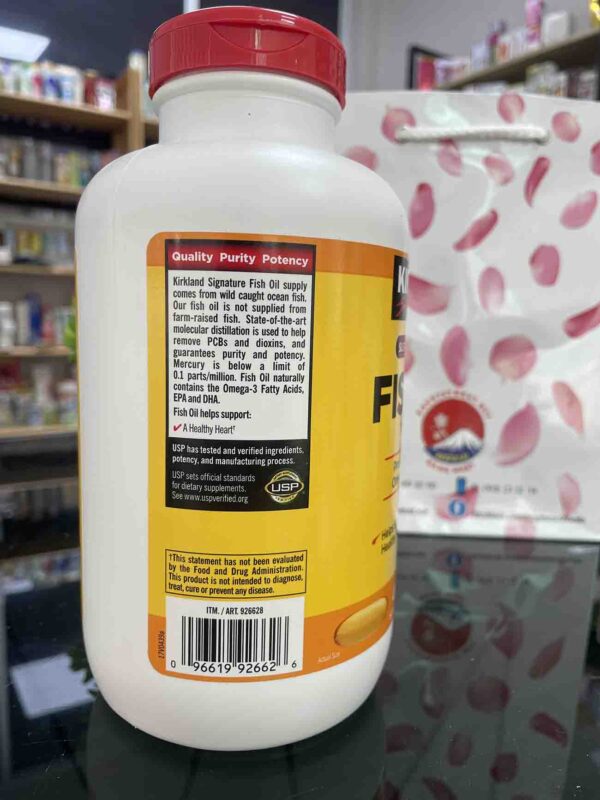 Quality Purity Potency
Kirkland Signature Fish Oil supply
comes from wild caught ocean fish.
Our fish oil is not supplied from
farm-raised fish. State-of-the-art
molecular distillation is used to help
remove PCBs and dioxins, and
guarantees purity and potency.
Mercury is below a limit of
0.1 parts/million. Fish Oil naturally
contains the Omega-3 Fatty Acids,
EPA and DHA.
Fish Oil helps support:
✓ A Healthy Heart†
USP has tested and verified ingredients,
potency, and manufacturing process.
USP sets official standards
for dietary supplements.
See www.uspverified.org
USP
†This statement has not been evaluated
by the Food and Drug Administration.
This product is not intended to diagnose,
treat, cure or prevent any disease.
ITM. / ART. 926628
0 96619 92662 6
Actual Size